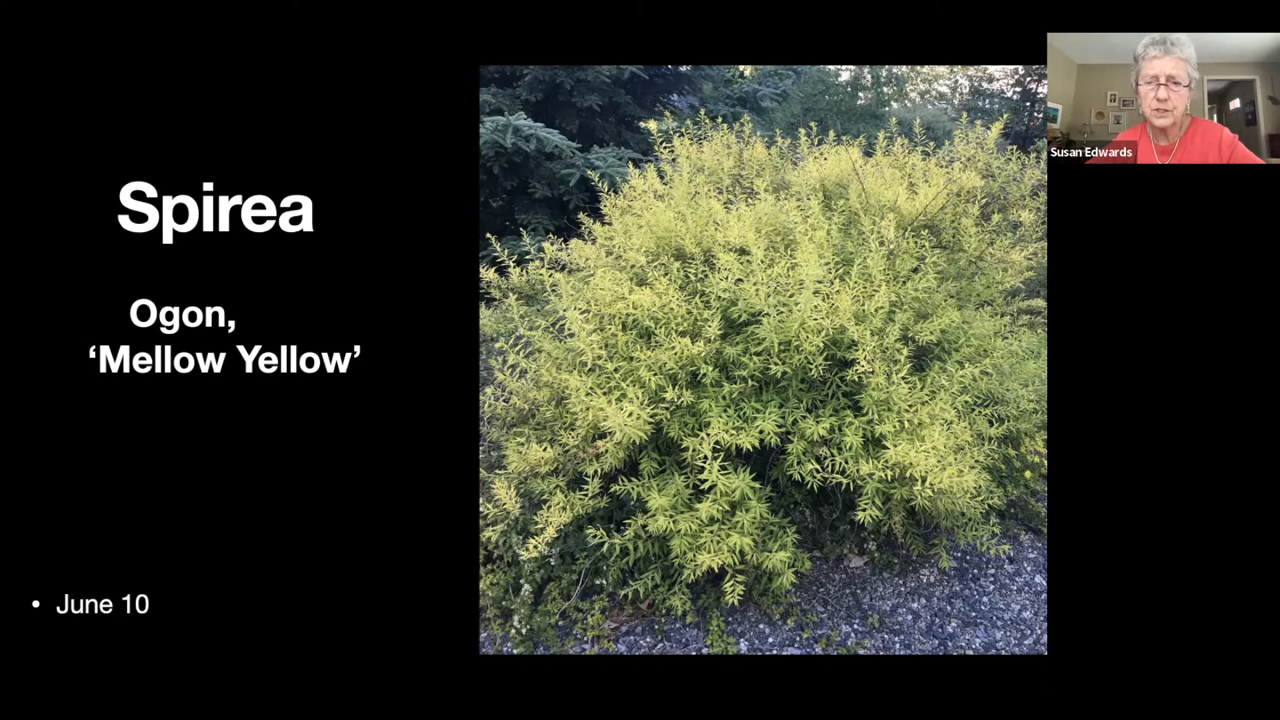 Spirea
Ogon,
‘Mellow Yellow’
• June 10
Susan Edwards